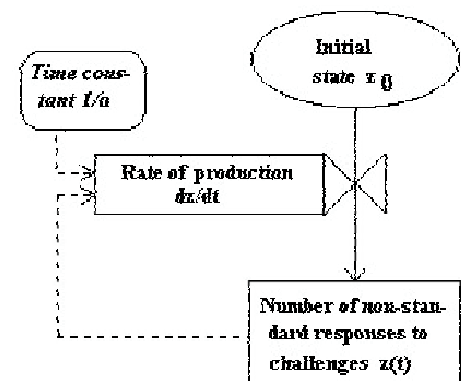 Time cons-
tant 1/a
Initial
state z 0
Rate of production
dz/dt
Number of non-stan-
dard responses to
challenges z(t)